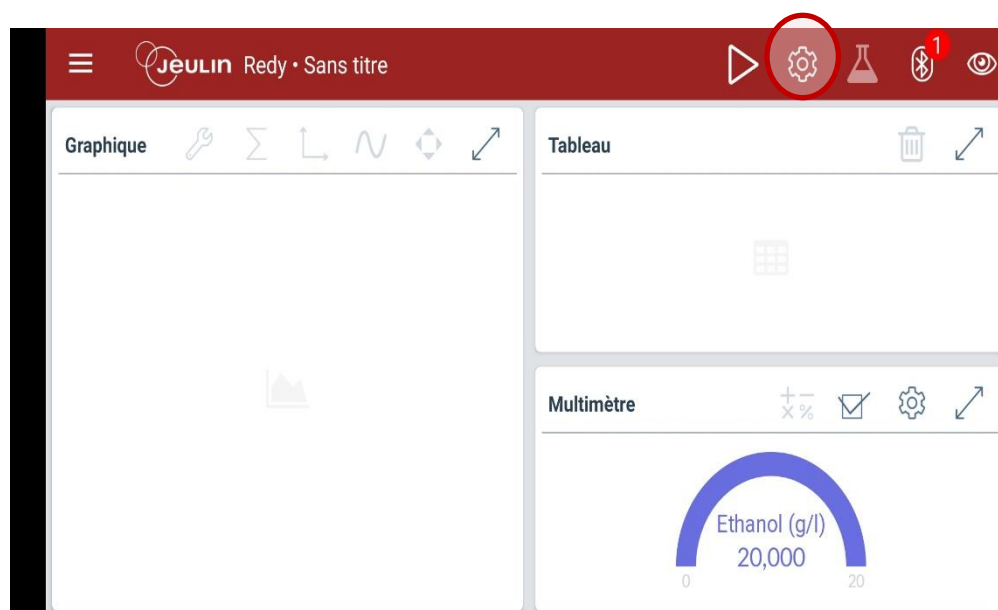 Jeulin Redy • Sans titre
1
Graphique
Tableau
Multimètre
Ethanol (g/l)
20,000
0 20